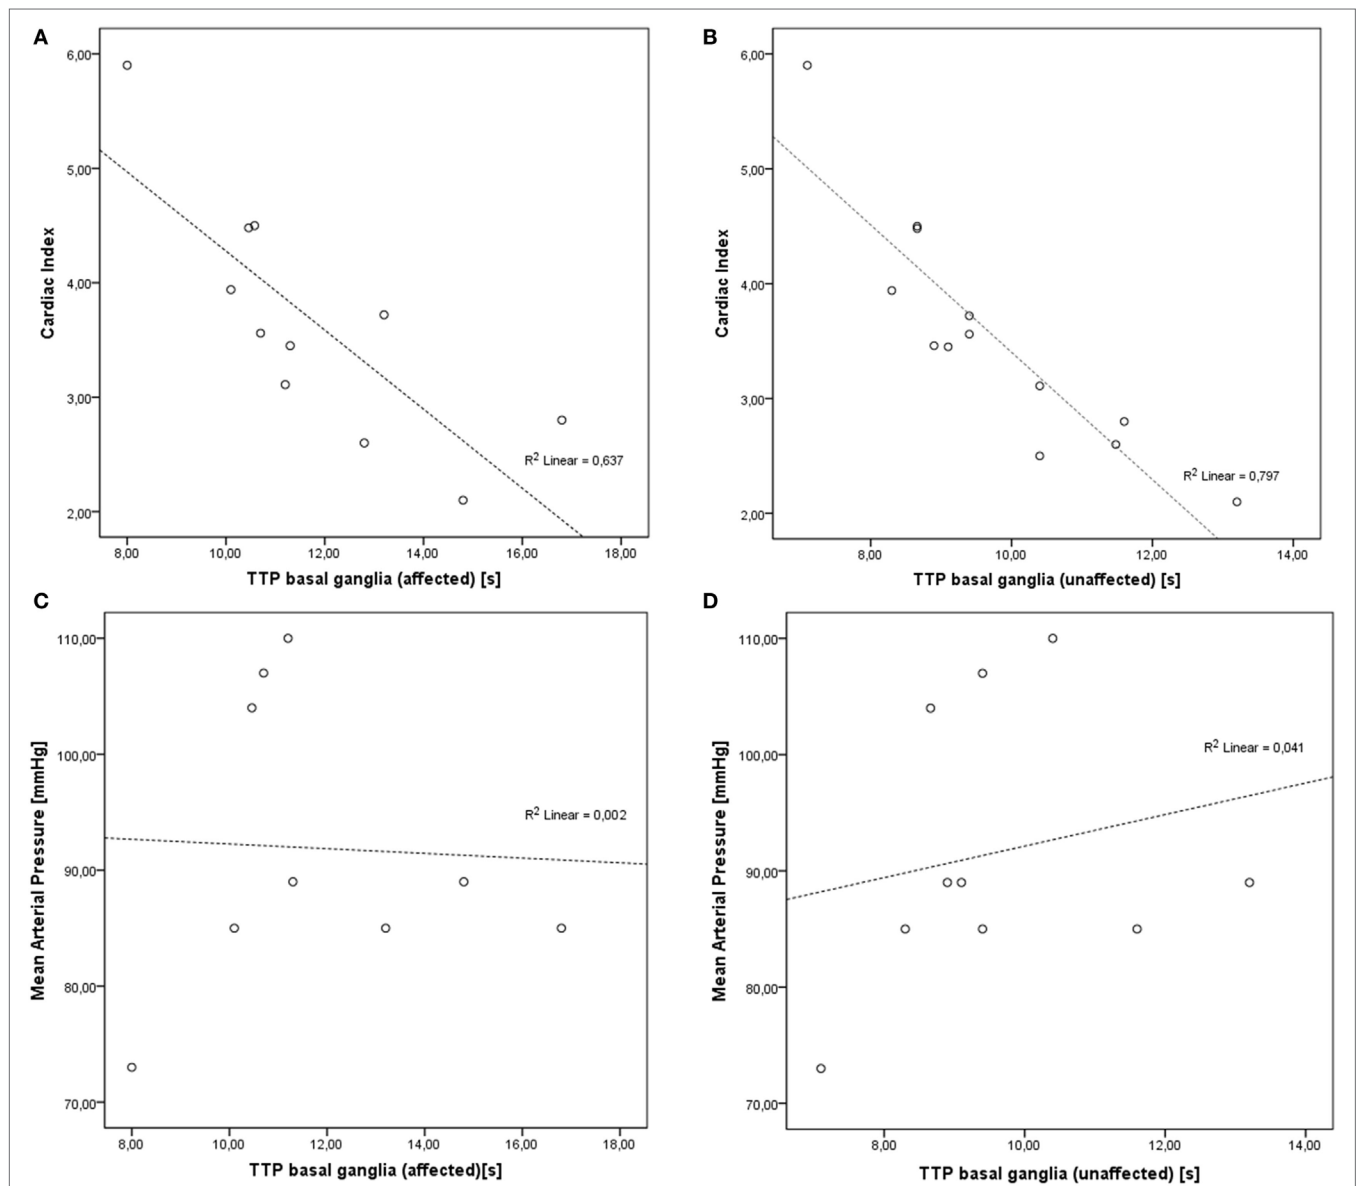 A
6,00
5,00
4,00
3,00
2,00
Cardiac Index
R2 Linear = 0,637
8,00 10,00 12,00 14,00 16,00 18,00
TTP basal ganglia (affected) [s]
B
6,00
5,00
4,00
3,00
2,00
Cardiac Index
R2 Linear = 0,797
8,00 10,00 12,00 14,00
TTP basal ganglia (unaffected) [s]
C
110,00
100,00
90,00
80,00
70,00
Mean Arterial Pressure [mmHg]
R2 Linear = 0,002
8,00 10,00 12,00 14,00 16,00 18,00
TTP basal ganglia (affected)[s]
D
110,00
100,00
90,00
80,00
70,00
Mean Arterial Pressure [mmHg]
R2 Linear = 0,041
8,00 10,00 12,00 14,00
TTP basal ganglia (unaffected) [s]